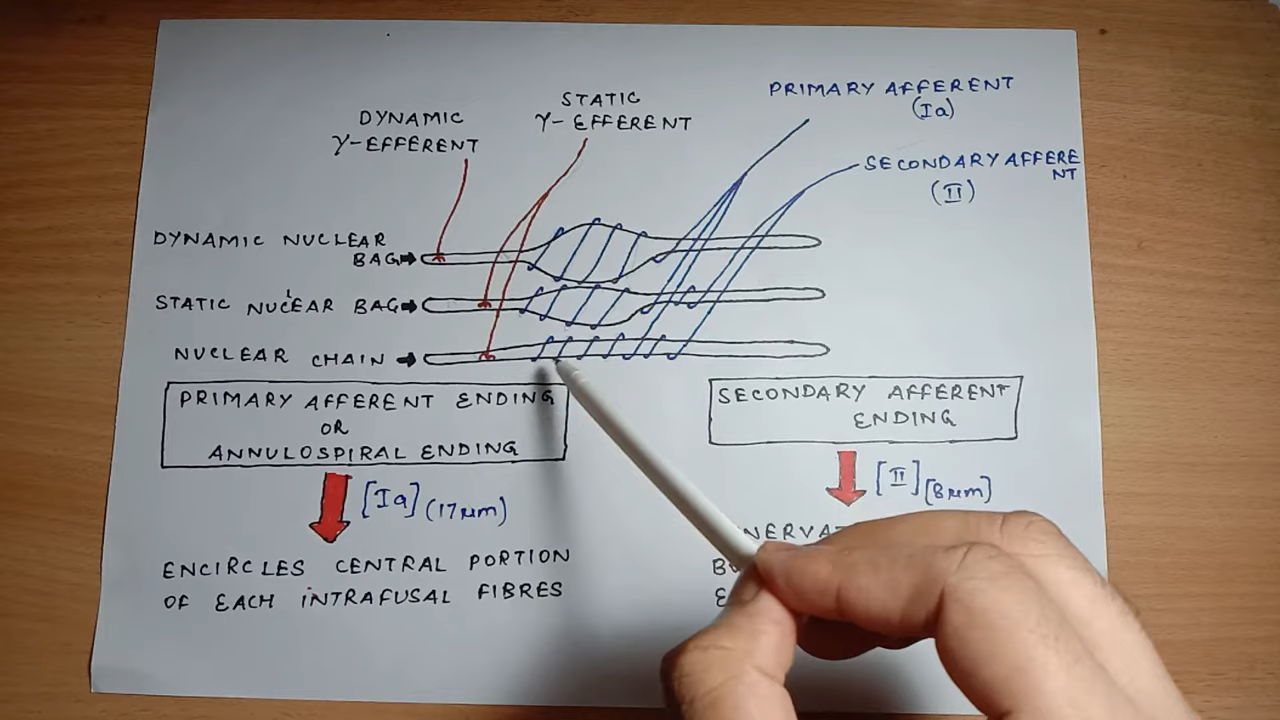 PRIMARY AFFERENT
(Ia)
STATIC
γ- EFFERENT
DYNAMIC
γ-EFFERENT
SECONDARY AFFERE
NT
(II)
DYNAMIC NUCLEAR
BAG
STATIC NUCLEAR BAG
NUCLEAR CHAIN
PRIMARY AFFERENT ENDING
OR
ANNULOSPIRAL ENDING
[Ia] (17μm)
ENCIRCLES CENTRAL PORTION
OF EACH INTRAFUSAL FIBRES
SECONDARY AFFERENT
ENDING
[II] [8μm]